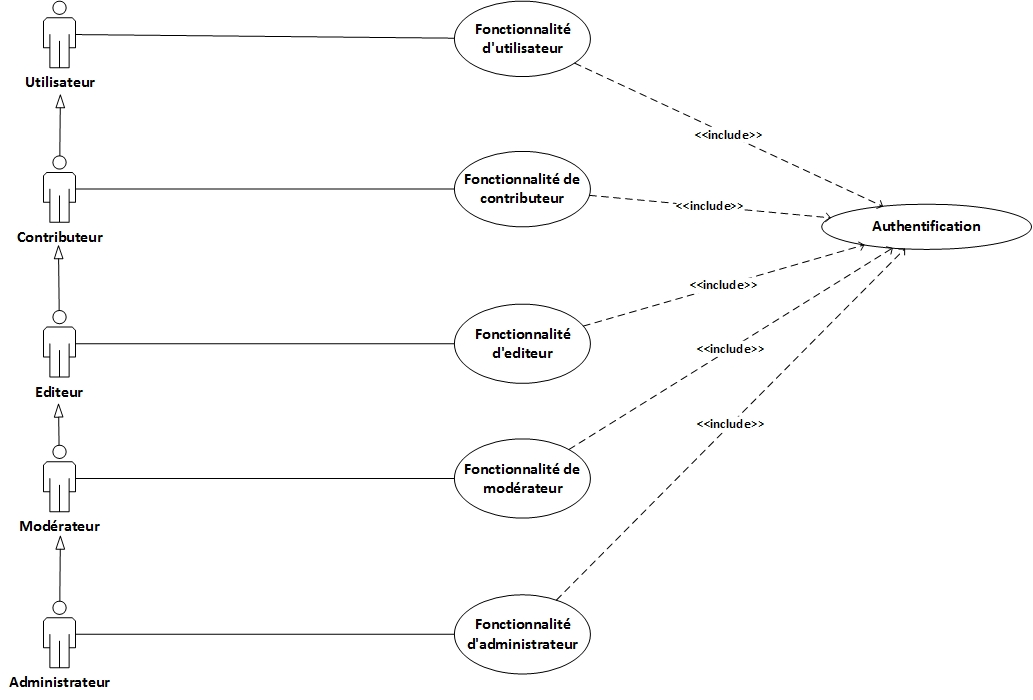 Fonctionnalité
d'utilisateur
Utilisateur
<<include>>
Fonctionnalité de
contributeur
<<include>>
Authentification
Contributeur
<<include>>
Fonctionnalité
d'editeur
<<include>>
Editeur
<<include>>
Fonctionnalité de
modérateur
Modérateur
Fonctionnalité
d'administrateur
Administrateur